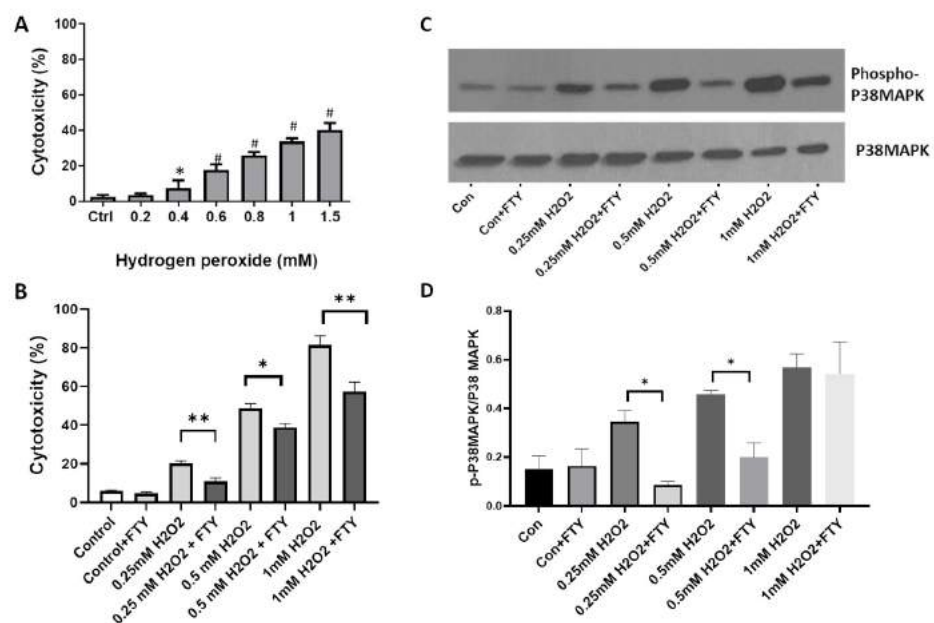 A
Cytotoxicity (%)
100
80
60
40
20
0
*
#
#
#
#
Ctrl 0.2 0.4 0.6 0.8 1 1.5
Hydrogen peroxide (mM)
B
Cytotoxicity (%)
100
80
60
40
20
0
**
*
**
Control
Control+FTY
0.25mM H2O2
0.25 mM H2O2 + FTY
0.5 mM H2O2
0.5 mM H2O2 + FTY
1mM H2O2
1mM H2O2 +FTY
C
Phospho-
P38MAPK
P38MAPK
Con
Con+FTY
0.25mM H2O2
0.25mM H2O2+FTY
0.5mM H2O2
0.5mM H2O2+FTY
1mM H2O2
1mM H2O2+FTY
D
p-P38MAPK/P38 MAPK
0.8
0.6
0.4
0.2
0.0
*
*
Con
Con+FTY
0.25mM H2O2
0.25mM H2O2+FTY
0.5mM H2O2
0.5mM H2O2+FTY
1mM H2O2
1mM H2O2+FTY